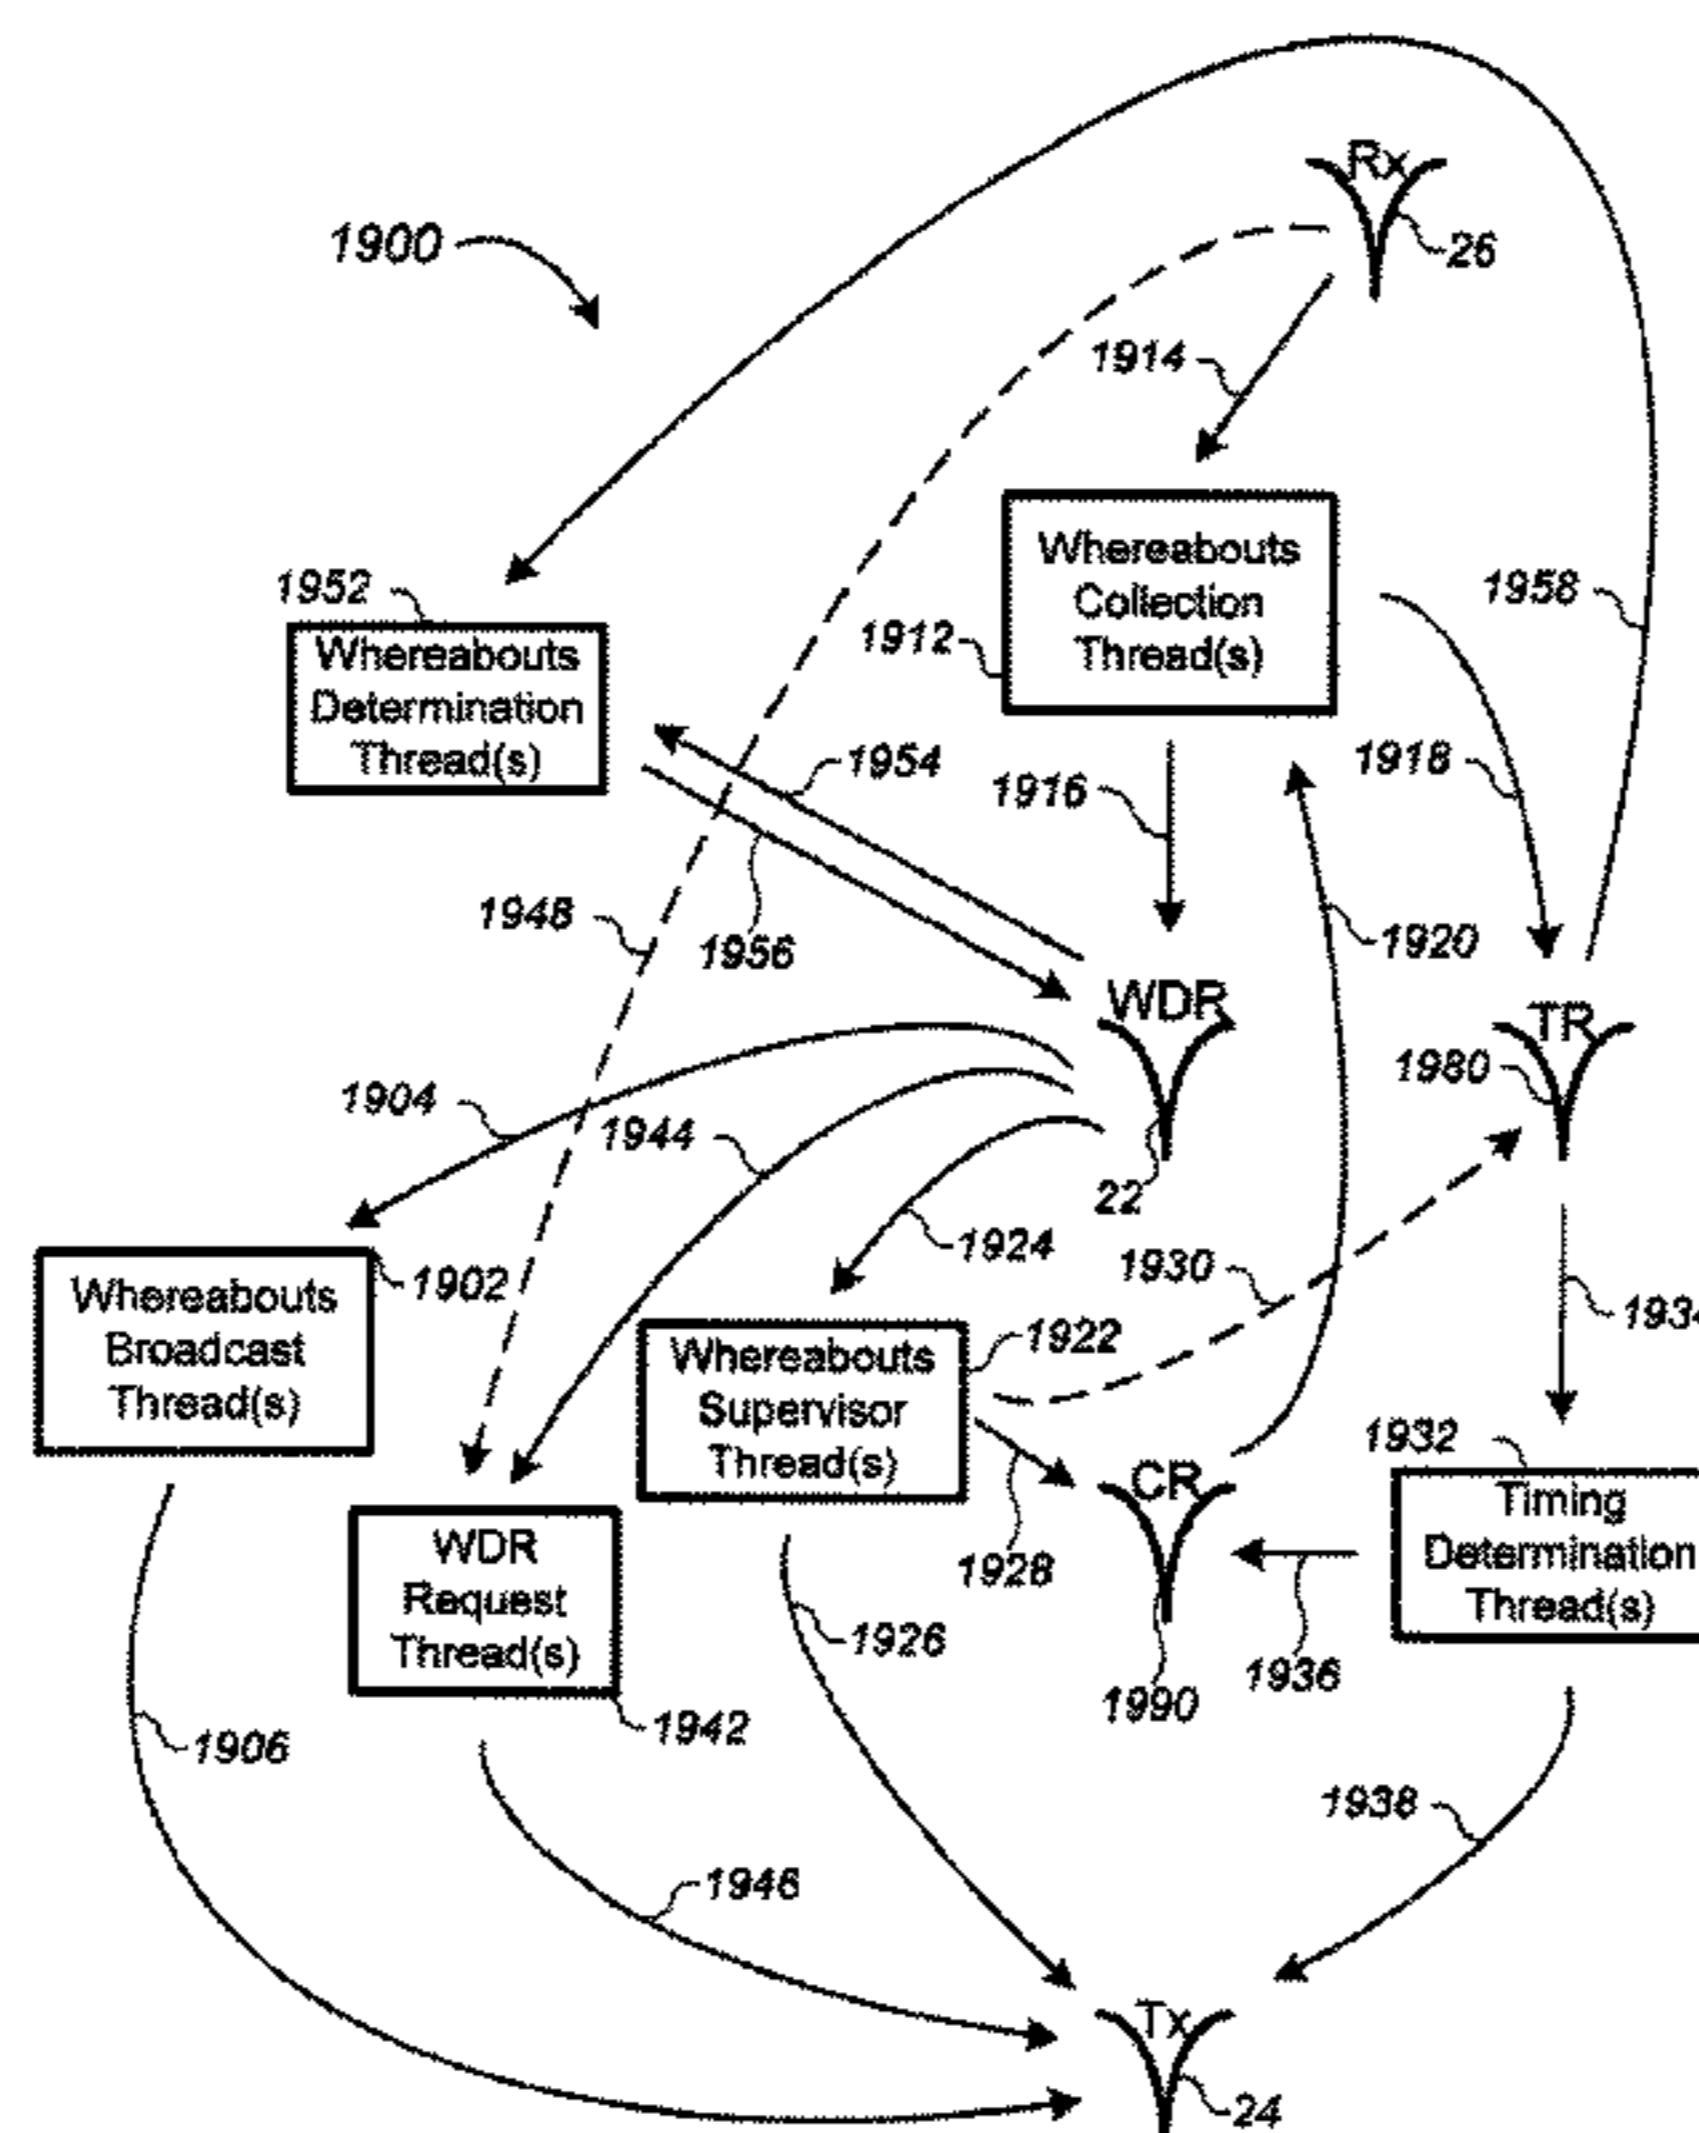 Rx
1900
26
1914
Whereabouts
Collection
Thread(s)
1952
1958
1912
Whereabouts
Determination
Thread(s)
1954
1918
1916
1948
1956
1920
WDR
TR
1980
1904
1944
22
1924
1930
1902
Whereabouts
Broadcast
Thread(s)
1922
Whereabouts
Supervisor
Thread(s)
1932
CR
Timing
Determination
Thread(s)
WDR
Request
Thread(s)
1928
1926
1936
1990
1942
1906
1938
1946
Tx
24